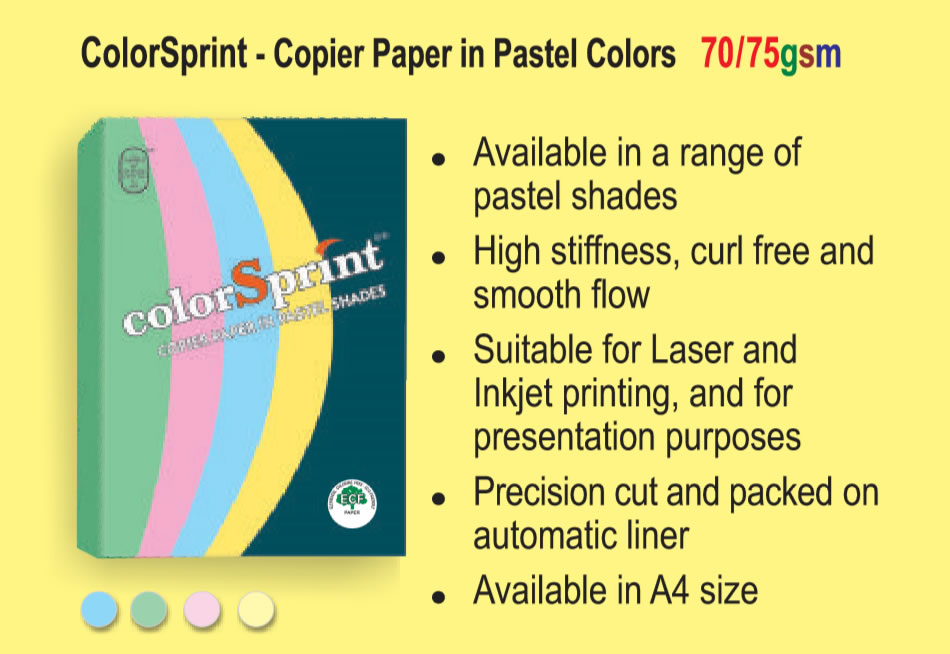 ColorSprint - Copier Paper in Pastel Colors 70/75gsm
colorSprint
COPIER PAPER IN PASTEL SHADES
ECF
PAPER
• Available in a range of
pastel shades
• High stiffness, curl free and
smooth flow
• Suitable for Laser and
Inkjet printing, and for
presentation purposes
• Precision cut and packed on
automatic liner
• Available in A4 size